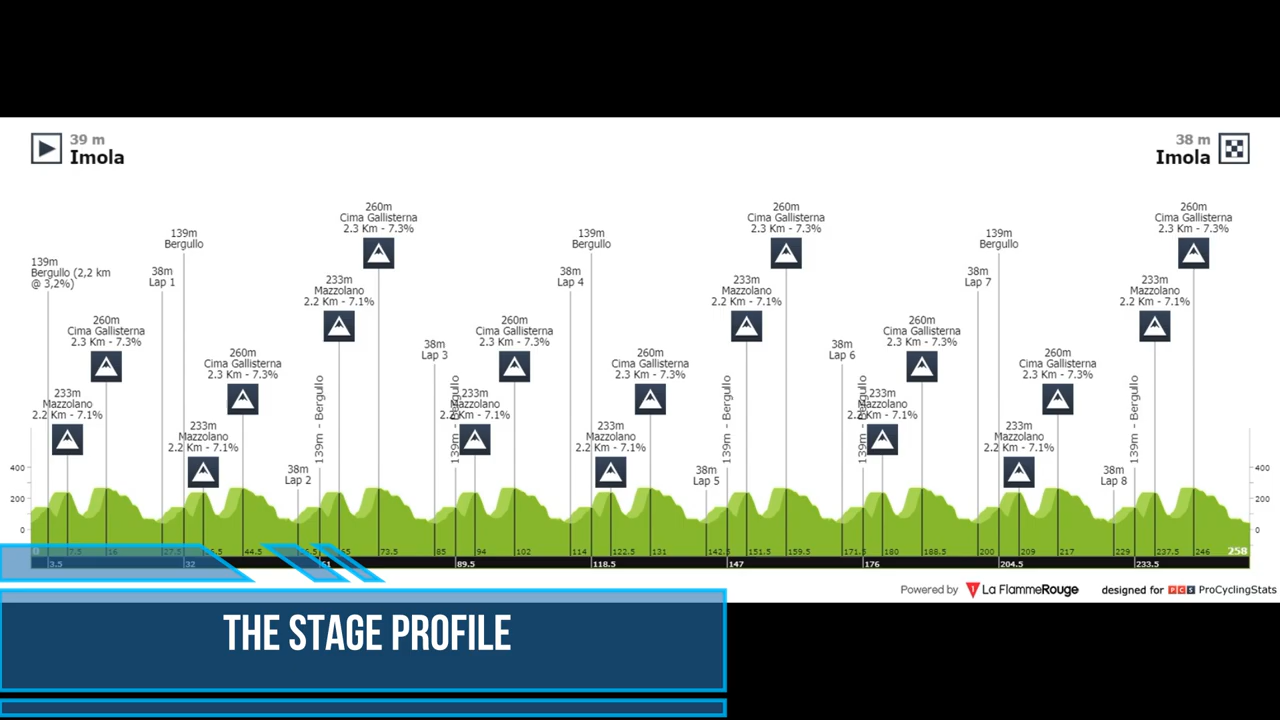 39 m
Imola
38 m
Imola
139m
Bergullo (2,2 km
@ 3,2%)
233m
Mazzolano
2.2 Km - 7.1%
260m
Cima Gallisterna
2.3 Km - 7.3%
38m
Lap 1
139m
Bergullo
233m
Mazzolano
2.2 Km - 7.1%
260m
Cima Gallisterna
2.3 Km - 7.3%
38m
Lap 2
139m - Bergullo
233m
Mazzolano
2.2 Km - 7.1%
260m
Cima Gallisterna
2.3 Km - 7.3%
38m
Lap 3
139m - Bergullo
233m
Mazzolano
2.2 Km - 7.1%
260m
Cima Gallisterna
2.3 Km - 7.3%
38m
Lap 4
139m
Bergullo
233m
Mazzolano
2.2 Km - 7.1%
260m
Cima Gallisterna
2.3 Km - 7.3%
38m
Lap 5
139m - Bergullo
233m
Mazzolano
2.2 Km - 7.1%
260m
Cima Gallisterna
2.3 Km - 7.3%
38m
Lap 6
139m - Bergullo
233m
Mazzolano
2.2 Km - 7.1%
260m
Cima Gallisterna
2.3 Km - 7.3%
38m
Lap 7
139m
Bergullo
233m
Mazzolano
2.2 Km - 7.1%
260m
Cima Gallisterna
2.3 Km - 7.3%
38m
Lap 8
139m - Bergullo
233m
Mazzolano
2.2 Km - 7.1%
260m
Cima Gallisterna
2.3 Km - 7.3%
400 400
200 200
0 0
0 7.5 16 27.5 44.5 73.5 85 94 102 114 122.5 131 142.5 151.5 159.5 171.5 180 188.5 200 209 217 229 237.5 246 258
3.5 32 61 89.5 118.5 147 176 204.5 233.5
Powered by La FlammeRouge designed for PCS ProCyclingStats
THE STAGE PROFILE